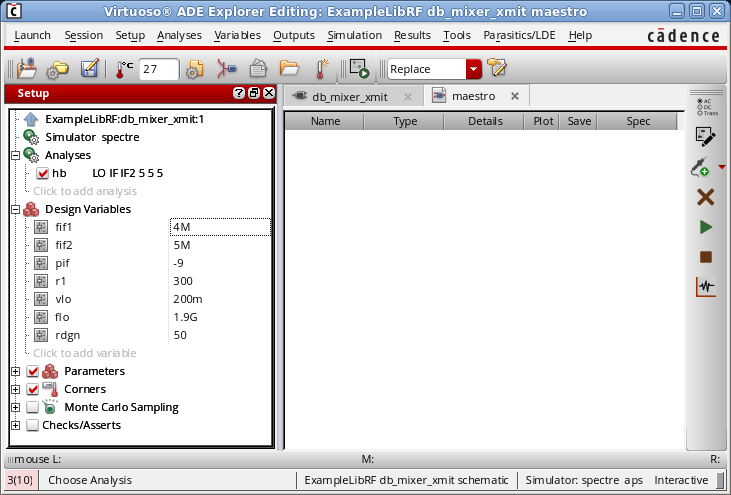 Virtuoso® ADE Explorer Editing: ExampleLibRF db_mixer_xmit maestro
Launch Session Setup Analyses Variables Outputs Simulation Results Tools Parasitics/LDE Help cādence
°C 27 Replace
Setup
db_mixer_xmit maestro
ExampleLibRF:db_mixer_xmit:1
Simulator spectre
Analyses
hb LO IF IF2 5 5 5
Click to add analysis
Design Variables
fif1 4M
fif2 5M
pif -9
r1 300
vlo 200m
flo 1.9G
rdgn 50
Click to add variable
Parameters
Corners
Monte Carlo Sampling
Checks/Asserts
Name Type Details Plot Save Spec
AC
DC
Trans
mouse L: M: R:
3(10) Choose Analysis ExampleLibRF db_mixer_xmit schematic Simulator: spectre aps Interactive